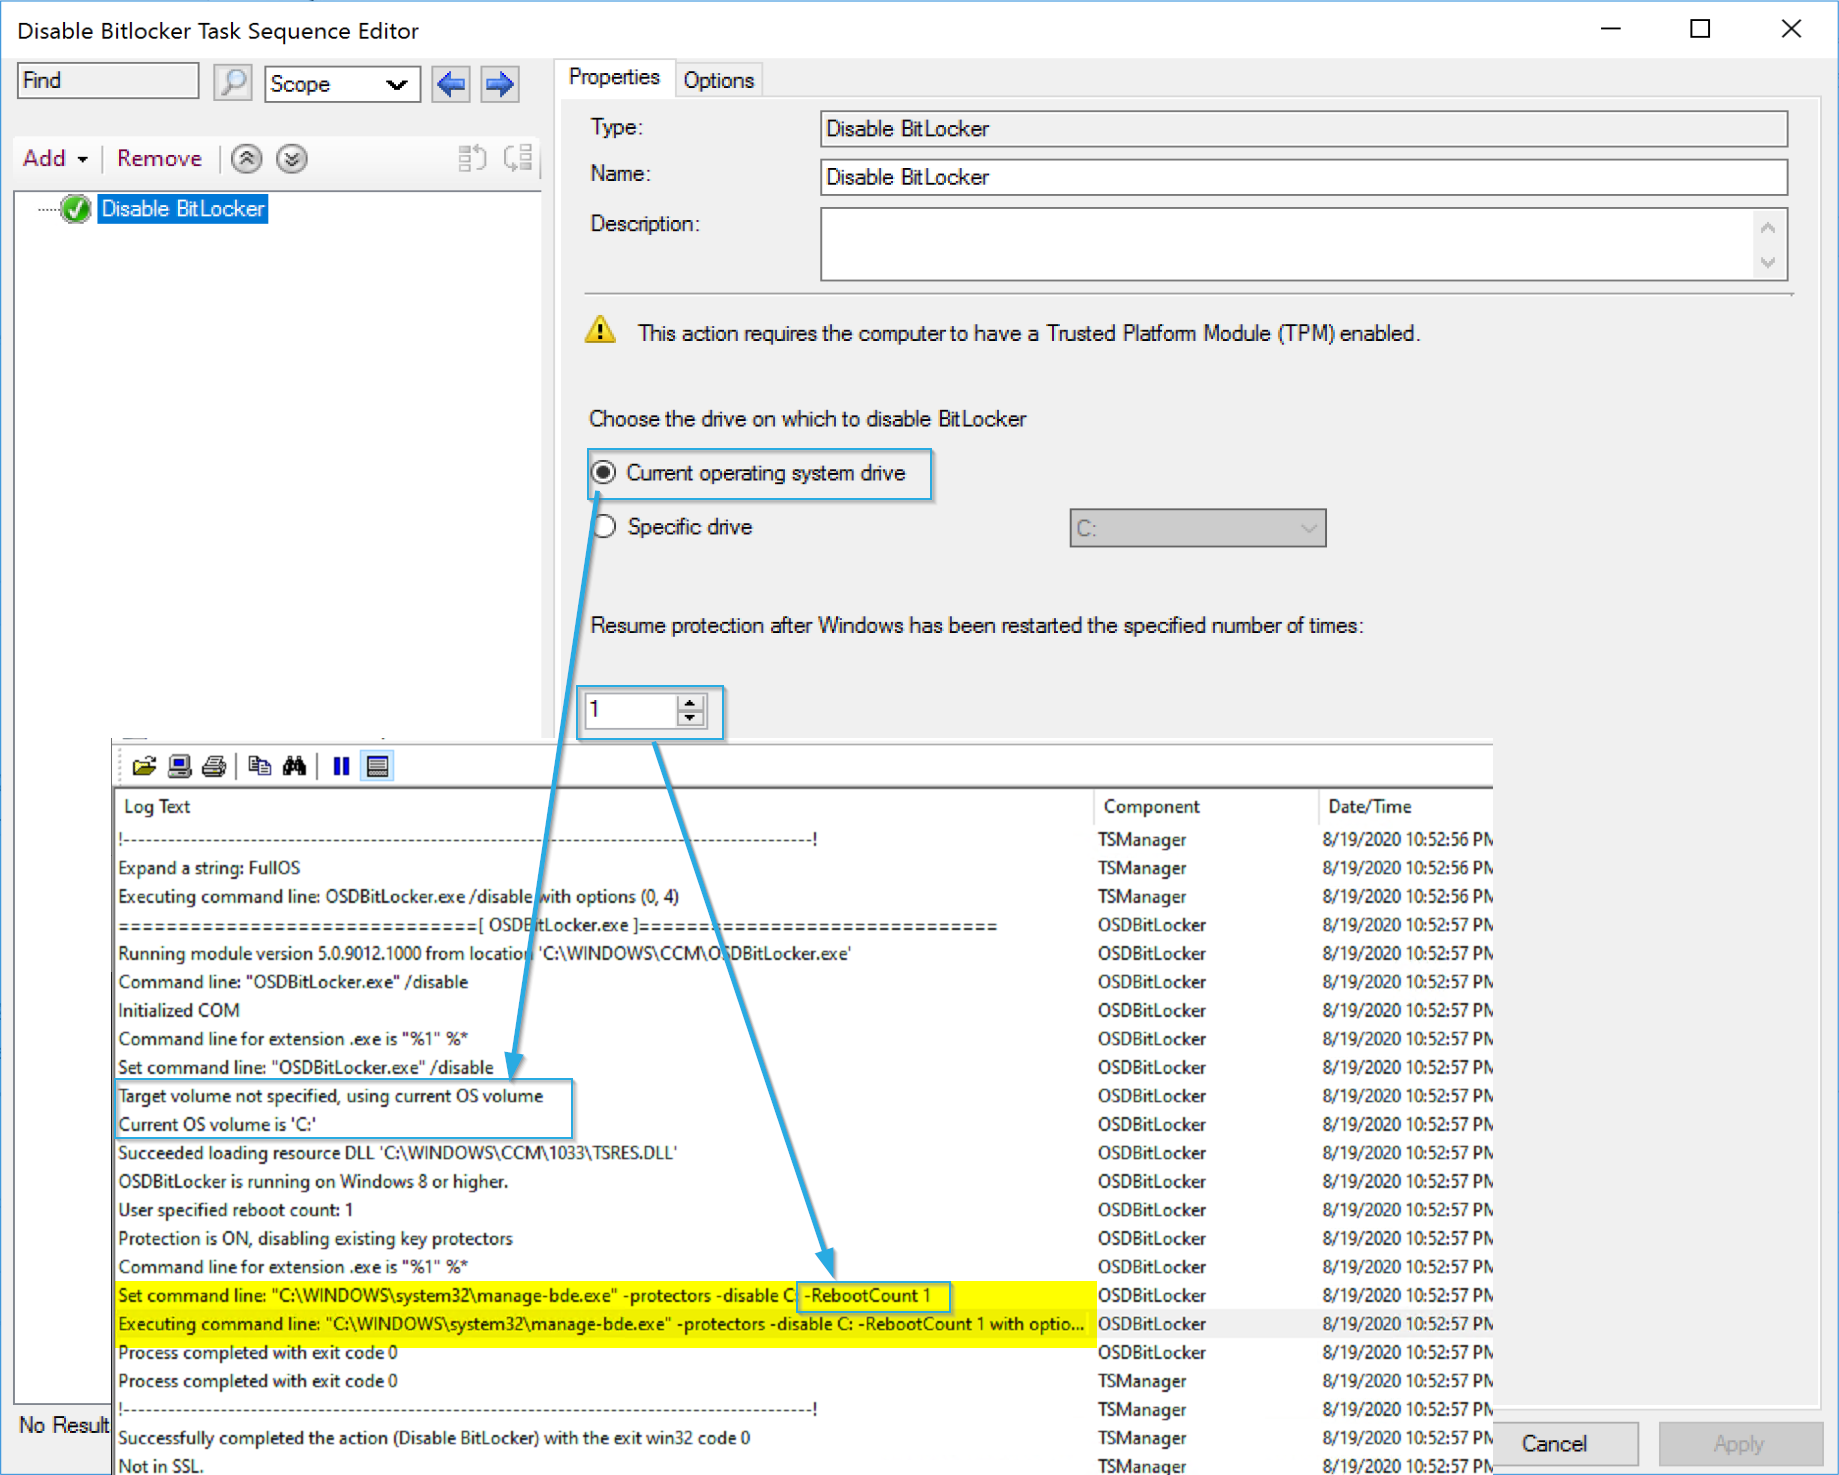 Disable Bitlocker Task Sequence Editor
Find
Scope
Properties
Options
Add
Remove
Disable BitLocker
Type:
Disable BitLocker
Name:
Disable BitLocker
Description:
This action requires the computer to have a Trusted Platform Module (TPM) enabled.
Choose the drive on which to disable BitLocker
Current operating system drive
Specific drive
C:
Resume protection after Windows has been restarted the specified number of times:
1
Log Text Component Date/Time
!----------------------------------------------------------------------------------------! TSManager 8/19/2020 10:52:56 PM
Expand a string: FullOS TSManager 8/19/2020 10:52:56 PM
Executing command line: OSDBitLocker.exe /disable with options (0, 4) TSManager 8/19/2020 10:52:56 PM
==============================[ OSDBitLocker.exe ]============================== OSDBitLocker 8/19/2020 10:52:57 PM
Running module version 5.0.9012.1000 from location 'C:\WINDOWS\CCM\OSDBitLocker.exe' OSDBitLocker 8/19/2020 10:52:57 PM
Command line: "OSDBitLocker.exe" /disable OSDBitLocker 8/19/2020 10:52:57 PM
Initialized COM OSDBitLocker 8/19/2020 10:52:57 PM
Command line for extension .exe is "%1" %* OSDBitLocker 8/19/2020 10:52:57 PM
Set command line: "OSDBitLocker.exe" /disable OSDBitLocker 8/19/2020 10:52:57 PM
Target volume not specified, using current OS volume OSDBitLocker 8/19/2020 10:52:57 PM
Current OS volume is 'C:' OSDBitLocker 8/19/2020 10:52:57 PM
Succeeded loading resource DLL 'C:\WINDOWS\CCM\1033\TSRES.DLL' OSDBitLocker 8/19/2020 10:52:57 PM
OSDBitLocker is running on Windows 8 or higher. OSDBitLocker 8/19/2020 10:52:57 PM
User specified reboot count: 1 OSDBitLocker 8/19/2020 10:52:57 PM
Protection is ON, disabling existing key protectors OSDBitLocker 8/19/2020 10:52:57 PM
Command line for extension .exe is "%1" %* OSDBitLocker 8/19/2020 10:52:57 PM
Set command line: "C:\WINDOWS\system32\manage-bde.exe" -protectors -disable C: -RebootCount 1 OSDBitLocker 8/19/2020 10:52:57 PM
Executing command line: "C:\WINDOWS\system32\manage-bde.exe" -protectors -disable C: -RebootCount 1 with optio... OSDBitLocker 8/19/2020 10:52:57 PM
Process completed with exit code 0 OSDBitLocker 8/19/2020 10:52:57 PM
Process completed with exit code 0 TSManager 8/19/2020 10:52:57 PM
!----------------------------------------------------------------------------------------! TSManager 8/19/2020 10:52:57 PM
Successfully completed the action (Disable BitLocker) with the exit win32 code 0 TSManager 8/19/2020 10:52:57 PM
Not in SSL. TSManager 8/19/2020 10:52:57 PM
No Result
Cancel
Apply